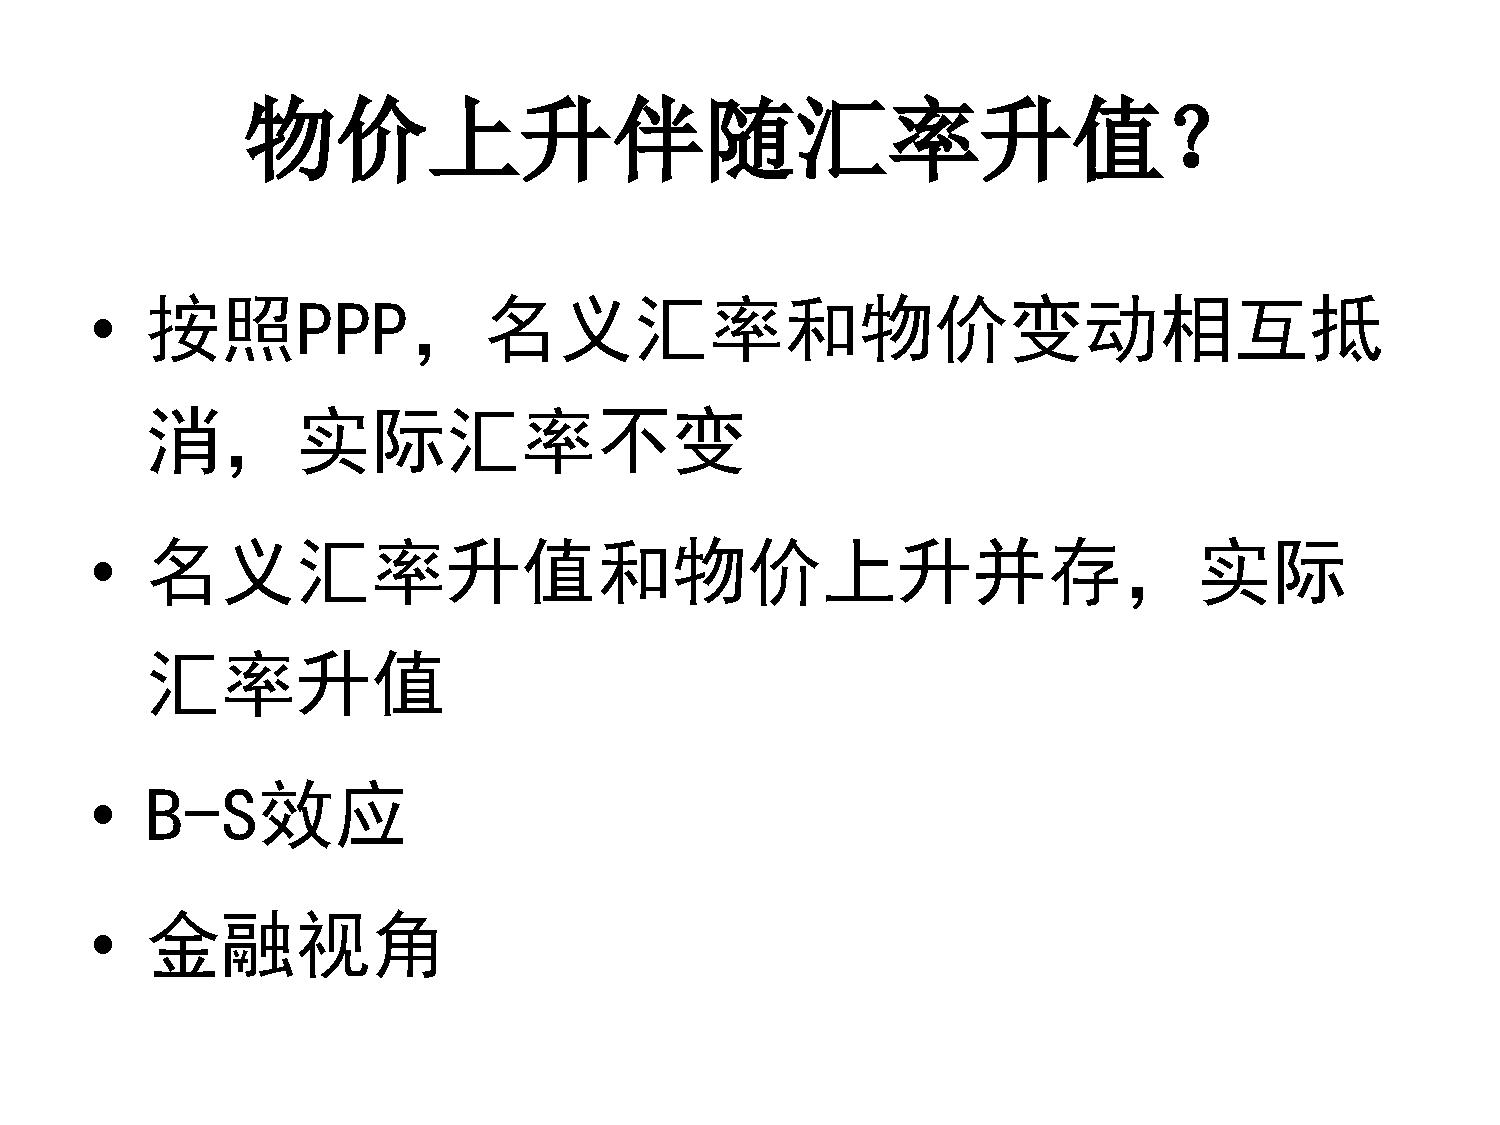 物价上升伴随汇率升值？
• 按照PPP，名义汇率和物价变动相互抵
消，实际汇率不变
• 名义汇率升值和物价上升并存，实际
汇率升值
• B-S效应
• 金融视角